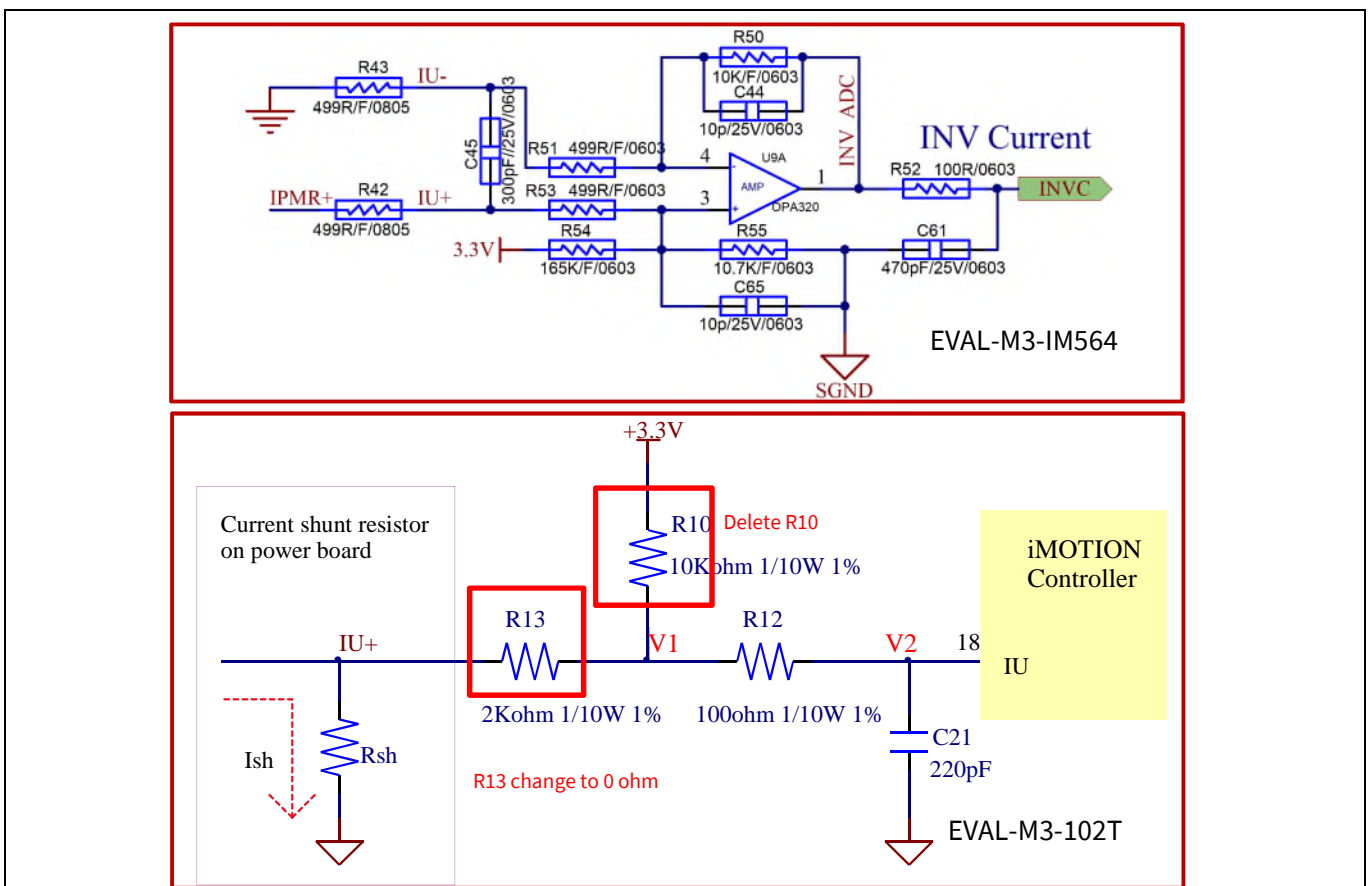 R50
10K/F/0603
C44
10p/25V/0603
R43
IU-
499R/F/0805
C45
300pF//25V/0603
INV ADC
INV Current
R51 499R/F/0603
4
U9A
R52 100R/0603
AMP
1
INVC
IPMR+
R42
IU+
R53 499R/F/0603
3
OPA320
499R/F/0805
3.3V
R54
165K/F/0603
R55
10.7K/F/0603
C61
470pF/25V/0603
C65
10p/25V/0603
EVAL-M3-IM564
SGND
+3.3V
Current shunt resistor
on power board
R10
Delete R10
10Kohm 1/10W 1%
iMOTION
Controller
IU+
R13
V1
R12
V2
18
IU
2Kohm 1/10W 1%
100ohm 1/10W 1%
Ish
Rsh
C21
220pF
R13 change to 0 ohm
EVAL-M3-102T